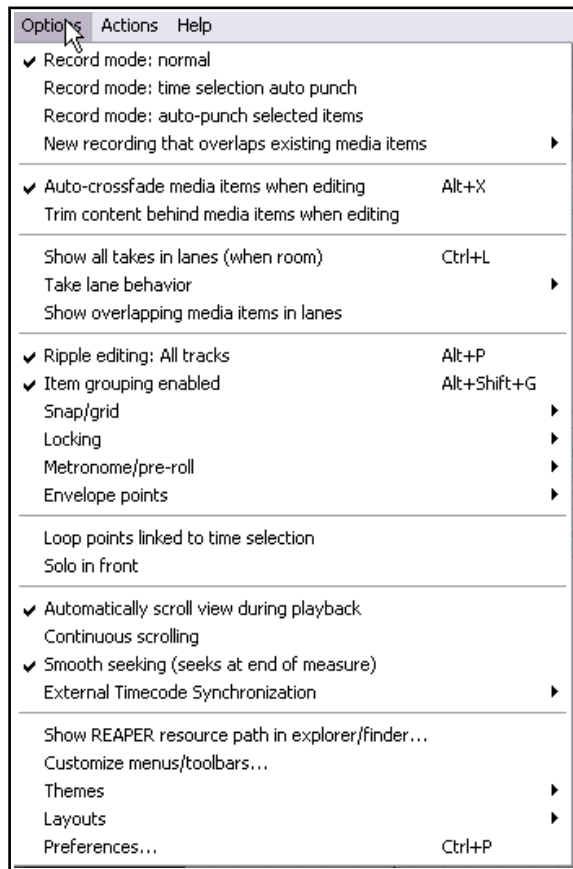 Options Actions Help
Record mode: normal
Record mode: time selection auto punch
Record mode: auto-punch selected items
New recording that overlaps existing media items
Auto-crossfade media items when editing Alt+X
Trim content behind media items when editing
Show all takes in lanes (when room) Ctrl+L
Take lane behavior
Show overlapping media items in lanes
Ripple editing: All tracks Alt+P
Item grouping enabled Alt+Shift+G
Snap/grid
Locking
Metronome/pre-roll
Envelope points
Loop points linked to time selection
Solo in front
Automatically scroll view during playback
Continuous scrolling
Smooth seeking (seeks at end of measure)
External Timecode Synchronization
Show REAPER resource path in explorer/finder...
Customize menus/toolbars...
Themes
Layouts
Preferences... Ctrl+P